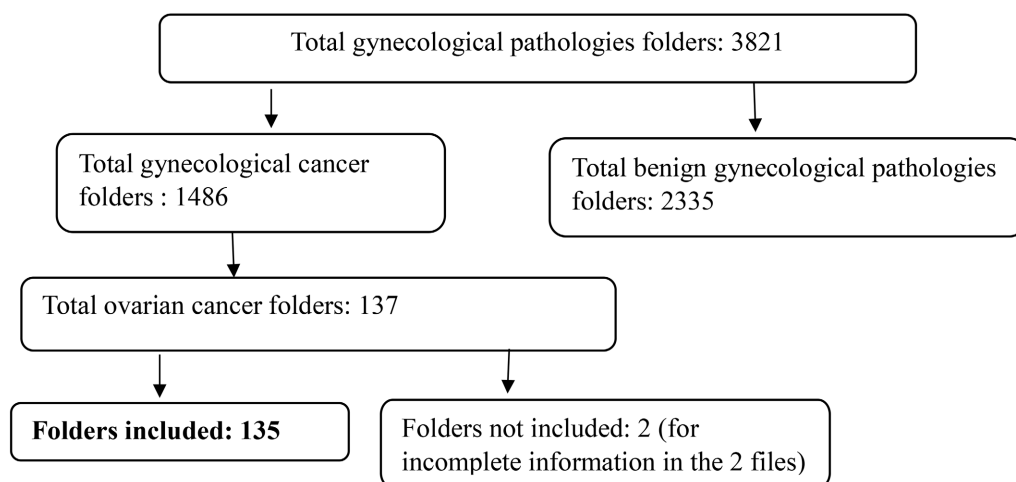 Total gynecological pathologies folders: 3821
Total gynecological cancer
folders : 1486
Total benign gynecological pathologies
folders: 2335
Total ovarian cancer folders: 137
Folders included: 135
Folders not included: 2 (for
incomplete information in the 2 files)